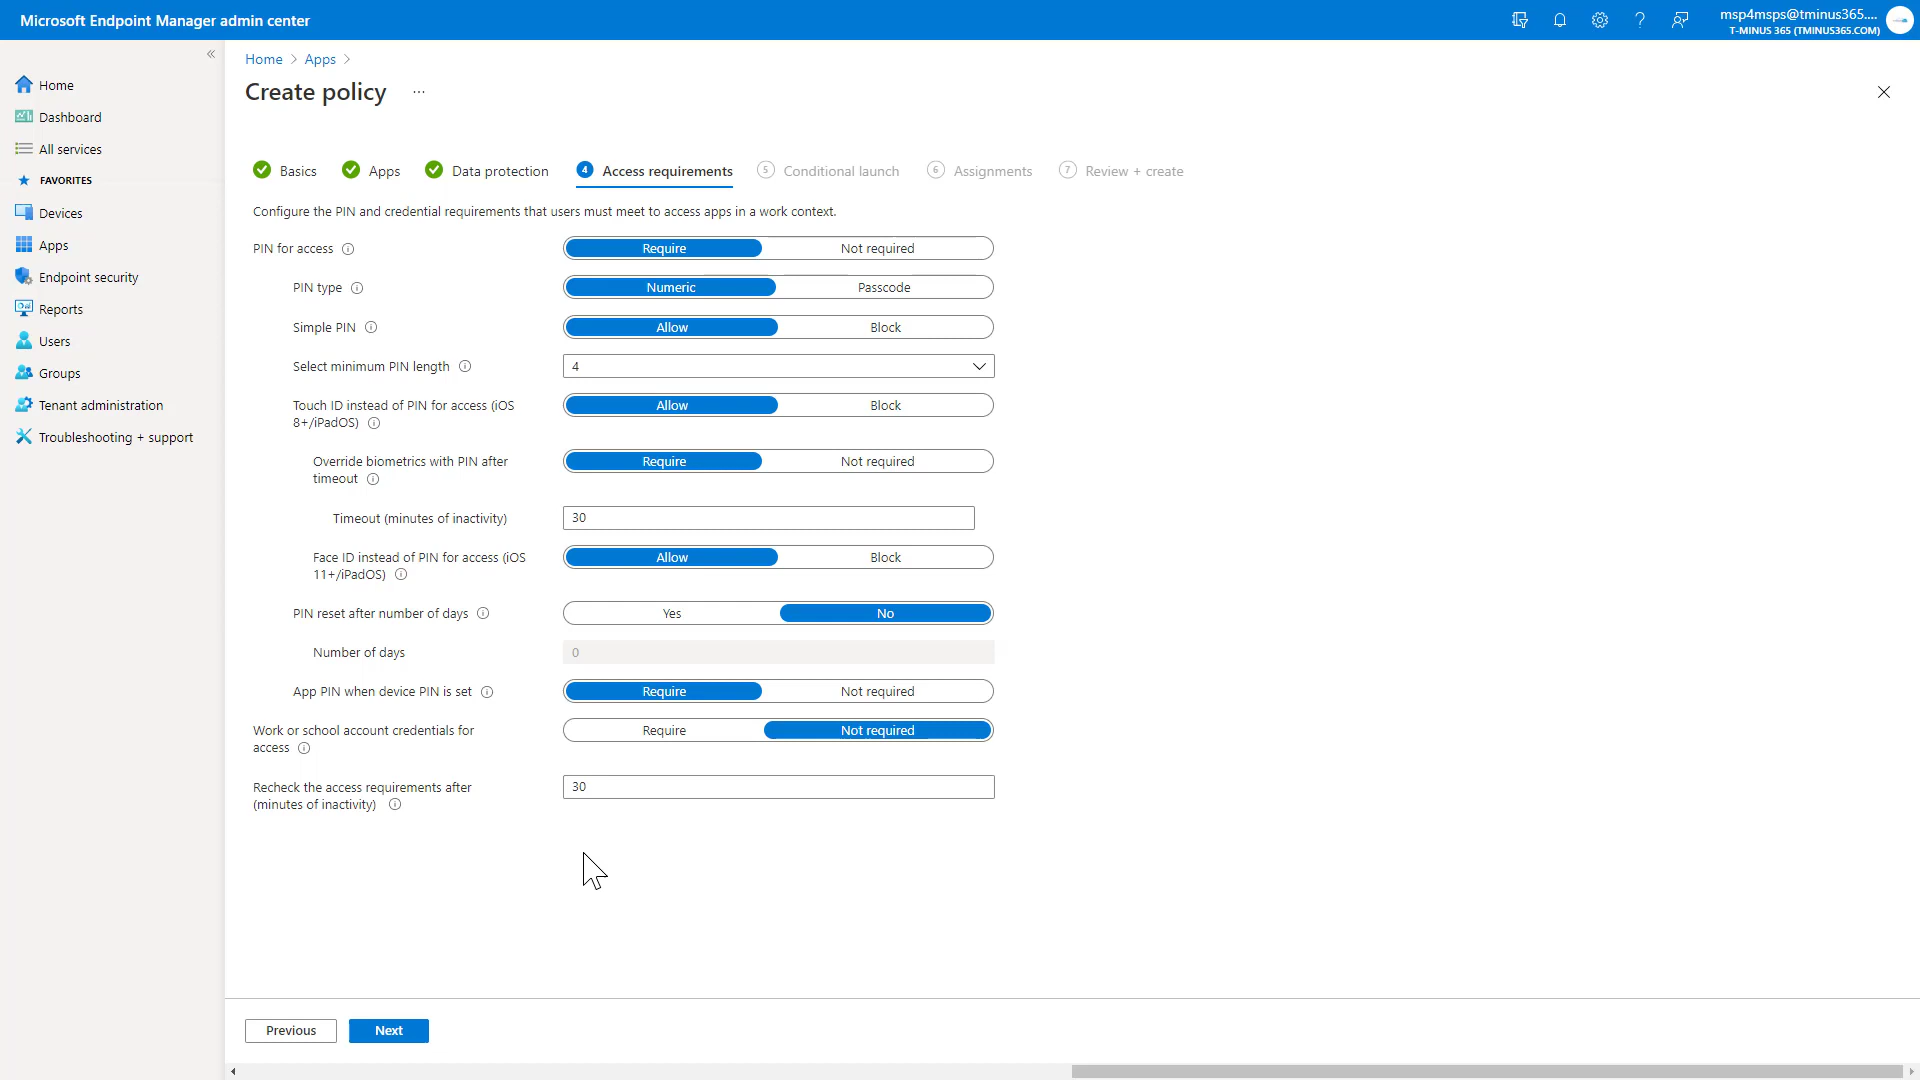 Microsoft Endpoint Manager admin center
msp4msps@tminus365....
T-MINUS 365 (TMINUS365.COM)
«
Home
Dashboard
All services
FAVORITES
Devices
Apps
Endpoint security
Reports
Users
Groups
Tenant administration
Troubleshooting + support
Home > Apps >
Create policy ...
Basics
Apps
Data protection
4 Access requirements
5 Conditional launch
6 Assignments
7 Review + create
Configure the PIN and credential requirements that users must meet to access apps in a work context.
PIN for access Require Not required
PIN type Numeric Passcode
Simple PIN Allow Block
Select minimum PIN length 4
Touch ID instead of PIN for access (iOS Allow Block
8+/iPadOS)
Override biometrics with PIN after Require Not required
timeout
Timeout (minutes of inactivity) 30
Face ID instead of PIN for access (iOS Allow Block
11+/iPadOS)
PIN reset after number of days Yes No
Number of days 0
App PIN when device PIN is set Require Not required
Work or school account credentials for Require Not required
access
Recheck the access requirements after 30
(minutes of inactivity)
Previous Next